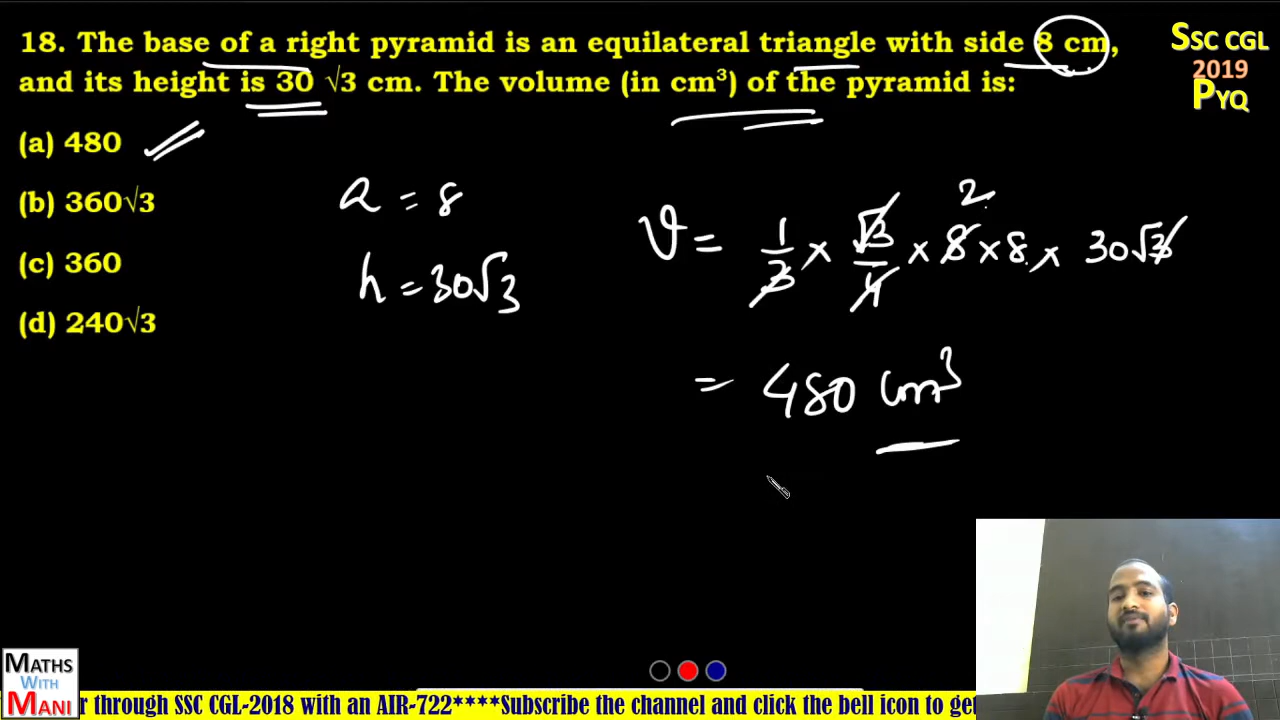 18. The base of a right pyramid is an equilateral triangle with side 8 cm,
and its height is 30 √3 cm. The volume (in cm³) of the pyramid is:
SSC CGL
2019
PYQ
(a) 480
(b) 360√3
(c) 360
(d) 240√3
a = 8
h = 30√3
V = 1/3 × √3/4 × 8 × 8 × 30√3
2
= 480 cm³
MATHS
WITH
MANI
r through SSC CGL-2018 with an AIR-722****Subscribe the channel and click the bell icon to ge